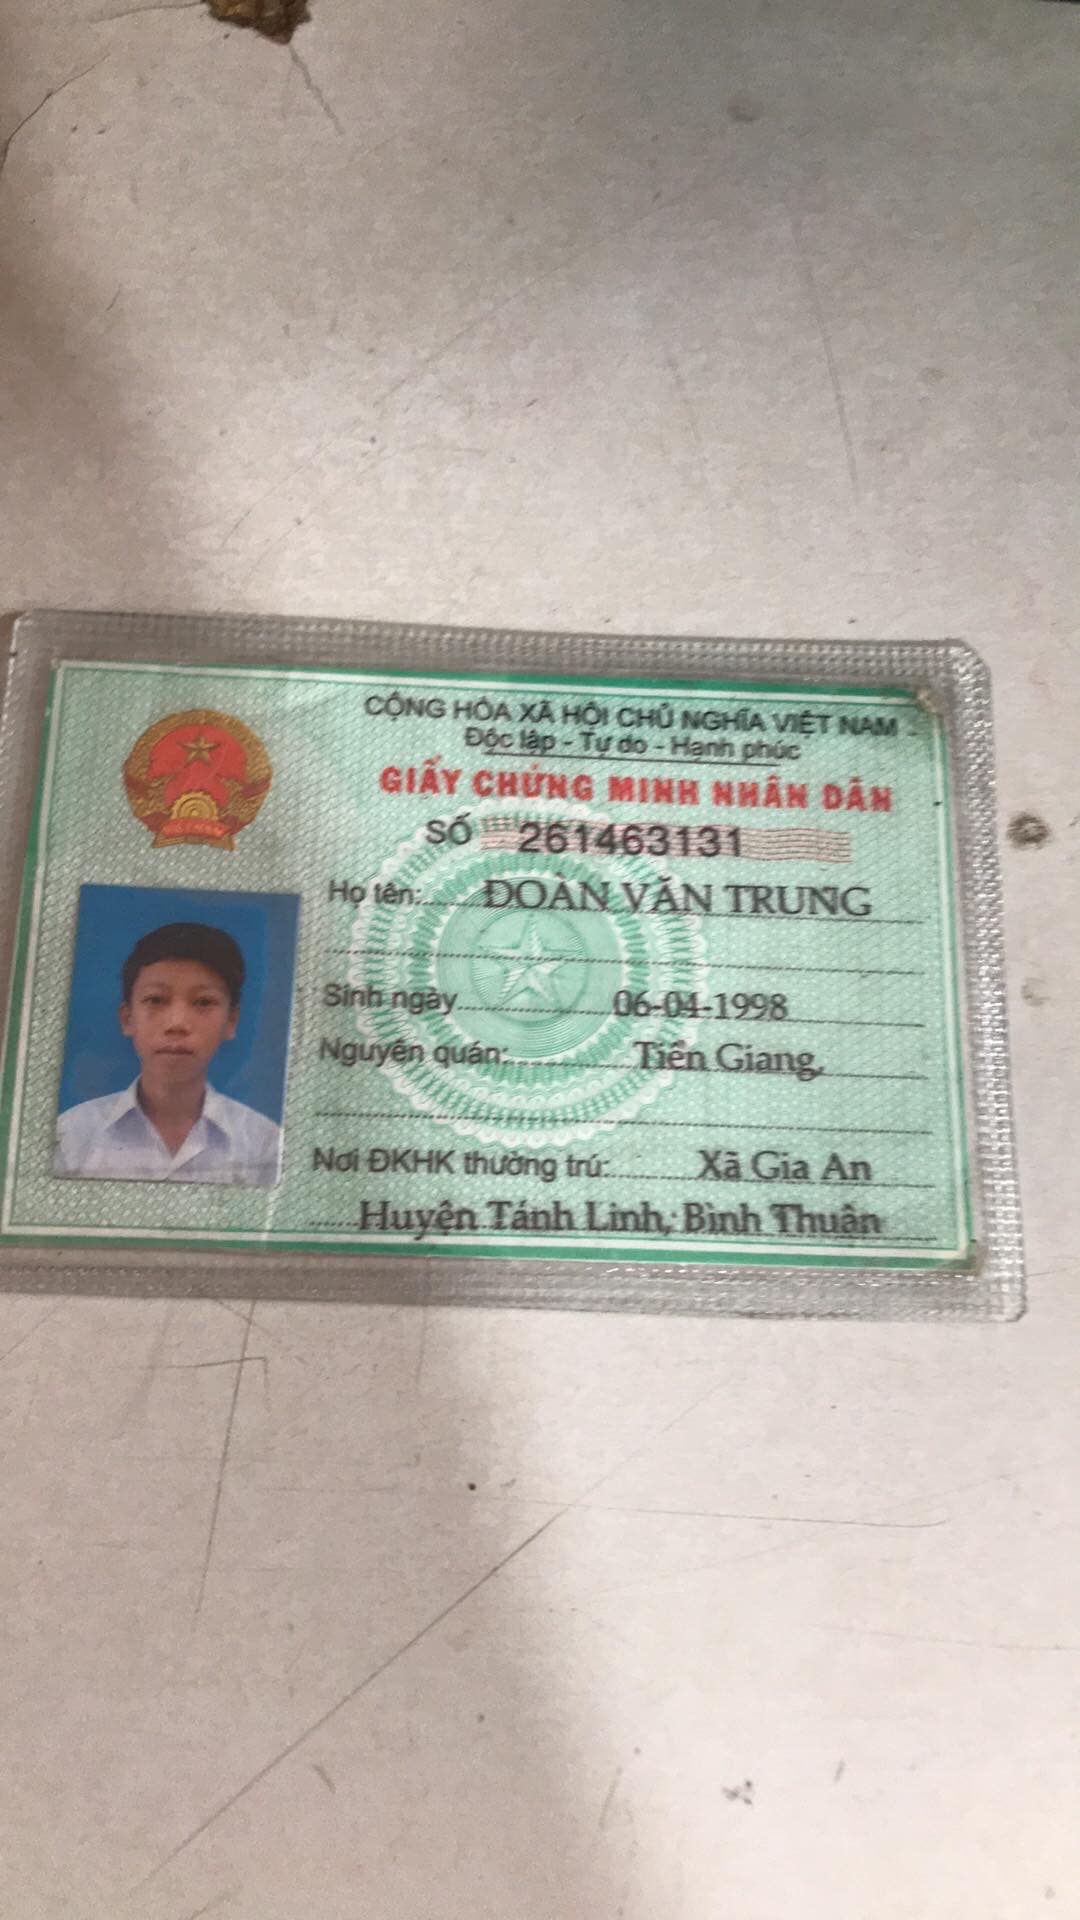 CỘNG HÒA XÃ HỘI CHỦ NGHĨA VIỆT NAM
Độc lập - Tự do - Hạnh phúc
GIẤY CHỨNG MINH NHÂN DÂN
SỐ 261463131
Họ tên: ĐOÀN VĂN TRUNG
Sinh ngày 06-04-1998
Nguyên quán: Tiền Giang
Nơi ĐKHK thường trú: Xã Gia An
Huyện Tánh Linh, Bình Thuận